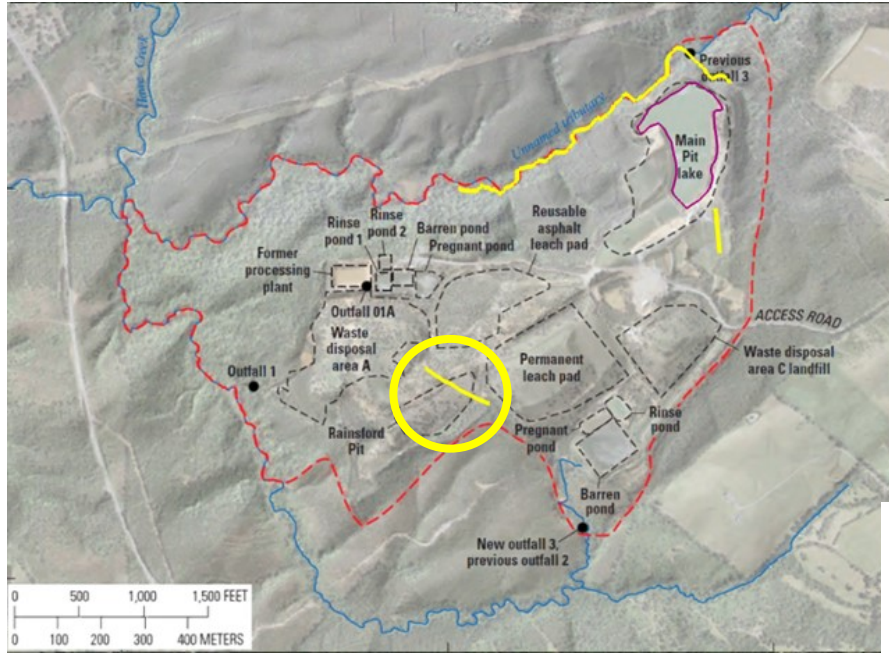 Timms Creek
Previous
outfall 3
Unnamed tributary
Main
Pit
lake
Rinse
pond 2
Rinse
pond 1
Barren pond
Pregnant pond
Reusable
asphalt
leach pad
Former
processing
plant
Outfall 01A
Waste
disposal
area A
ACCESS ROAD
Permanent
leach pad
Waste disposal
area C landfill
Outfall 1
Rainsford
Pit
Pregnant
pond
Rinse
pond
Barren
pond
New outfall 3,
previous outfall 2
0 500 1,000 1,500 FEET
0 100 200 300 400 METERS